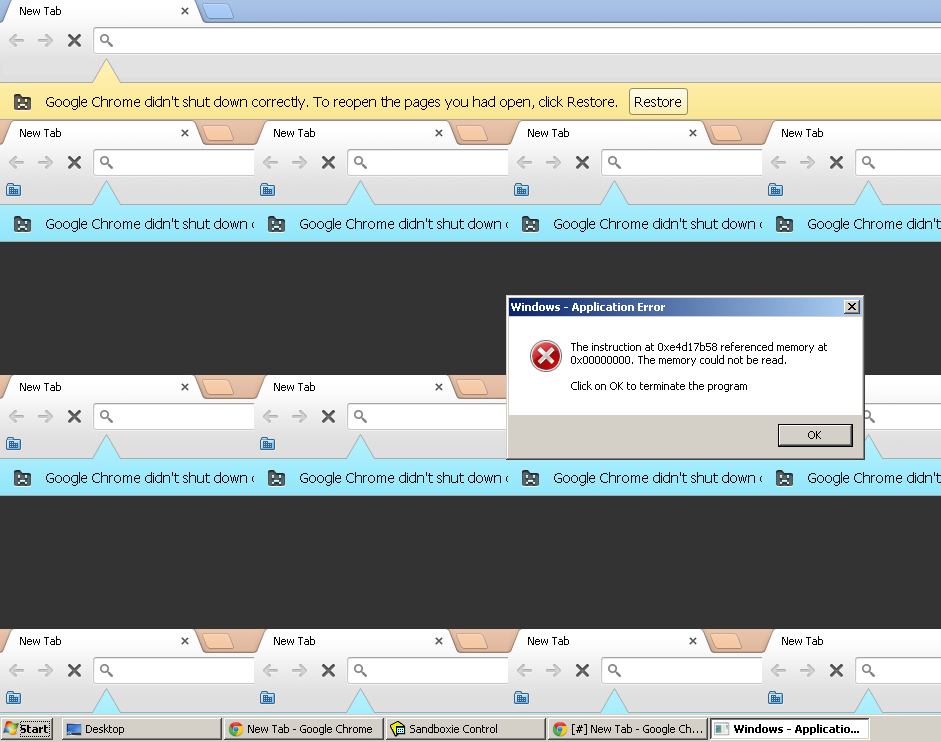 New Tab
Google Chrome didn't shut down correctly. To reopen the pages you had open, click Restore. Restore
New Tab New Tab New Tab New Tab
Google Chrome didn't shut down c Google Chrome didn't shut down c Google Chrome didn't shut down c Google Chrome didn't
Windows - Application Error
The instruction at 0xe4d17b58 referenced memory at
0x00000000. The memory could not be read.
Click on OK to terminate the program
New Tab New Tab
OK
Google Chrome didn't shut down c Google Chrome didn't shut down c Google Chrome didn't shut down c Google Chrome didn't
New Tab New Tab New Tab New Tab
Start Desktop New Tab - Google Chrome Sandboxie Control [#] New Tab - Google Ch... Windows - Applicatio...